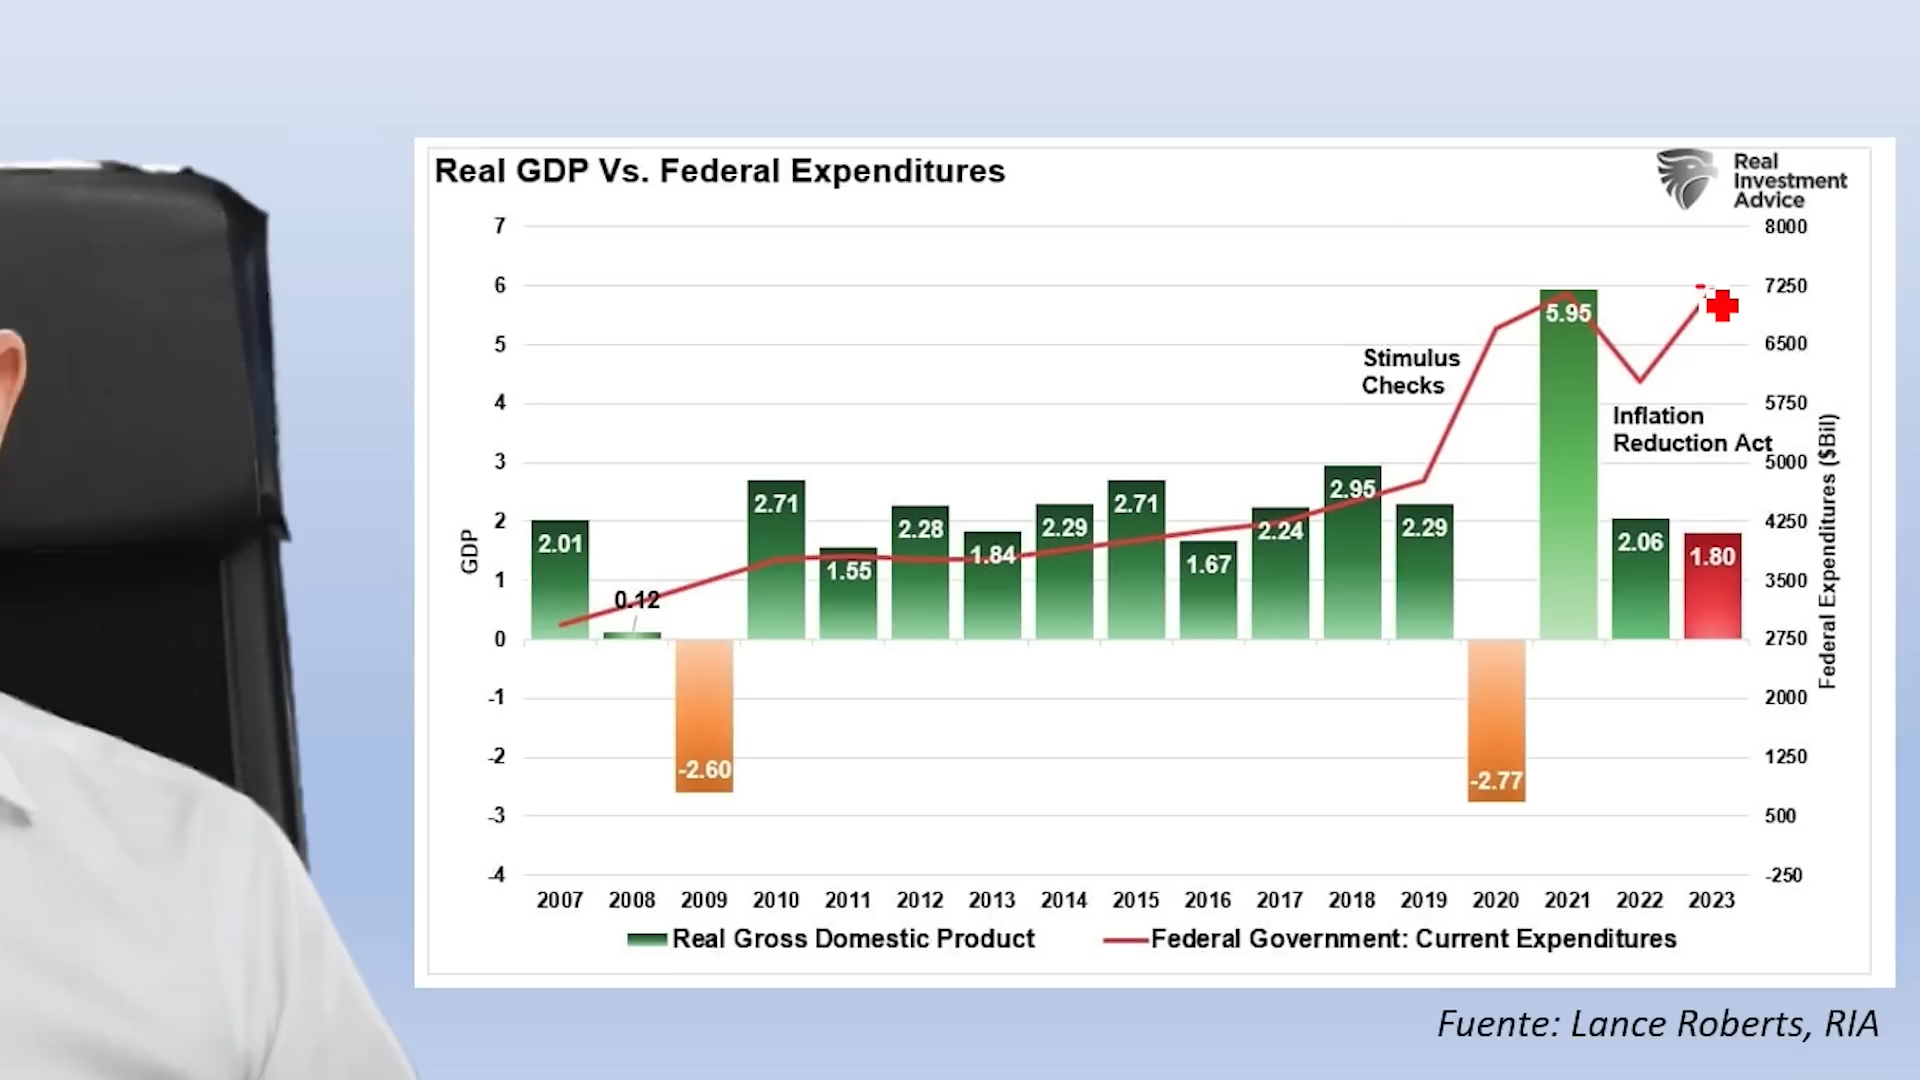 Real GDP Vs. Federal Expenditures
Real
Investment
Advice
7
6
5
4
3
2
1
0
-1
-2
-3
-4
GDP
8000
7250
6500
5750
5000
4250
3500
2750
2000
1250
500
-250
Federal Expenditures ($Bil)
2.01
0.12
-2.60
2.71
1.55
2.28
1.84
2.29
2.71
1.67
2.24
2.95
2.29
-2.77
5.95
2.06
1.80
Stimulus
Checks
Inflation
Reduction Act
2007 2008 2009 2010 2011 2012 2013 2014 2015 2016 2017 2018 2019 2020 2021 2022 2023
Real Gross Domestic Product
Federal Government: Current Expenditures
Fuente: Lance Roberts, RIA